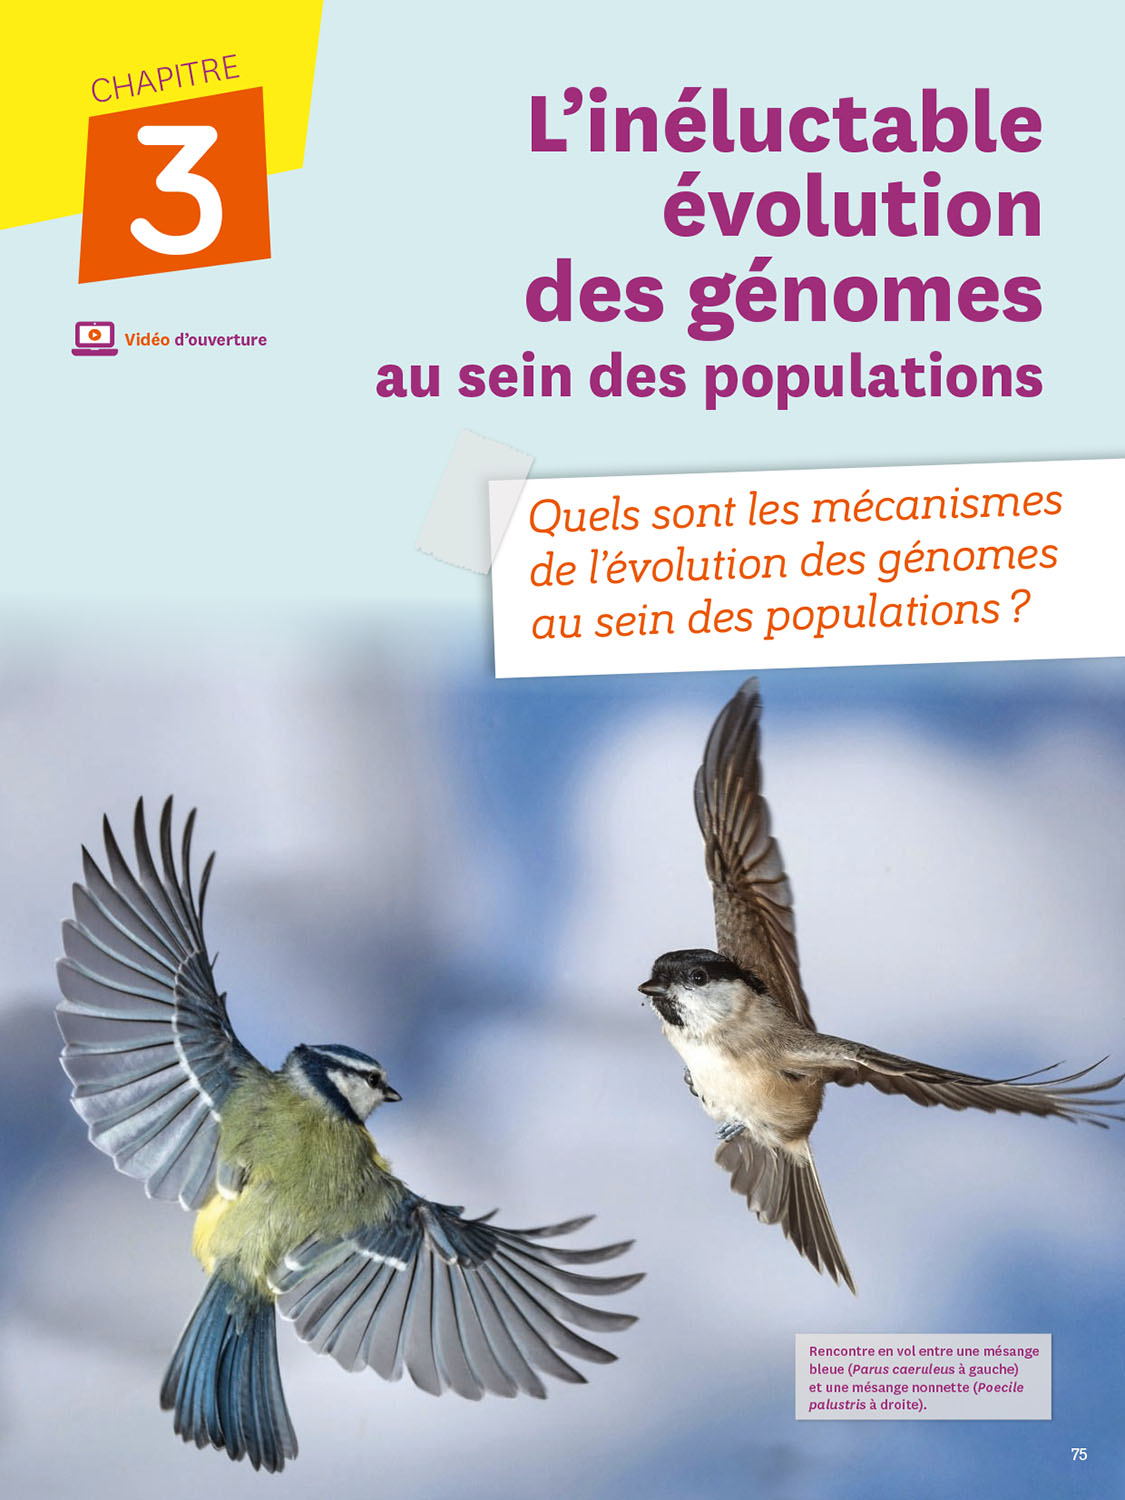 CHAPITRE
3
L’inéluctable
évolution
des génomes
au sein des populations
Vidéo d’ouverture
Quels sont les mécanismes
de l’évolution des génomes
au sein des populations ?
Rencontre en vol entre une mésange
bleue (Parus caeruleus à gauche)
et une mésange nonnette (Poecile
palustris à droite).
75